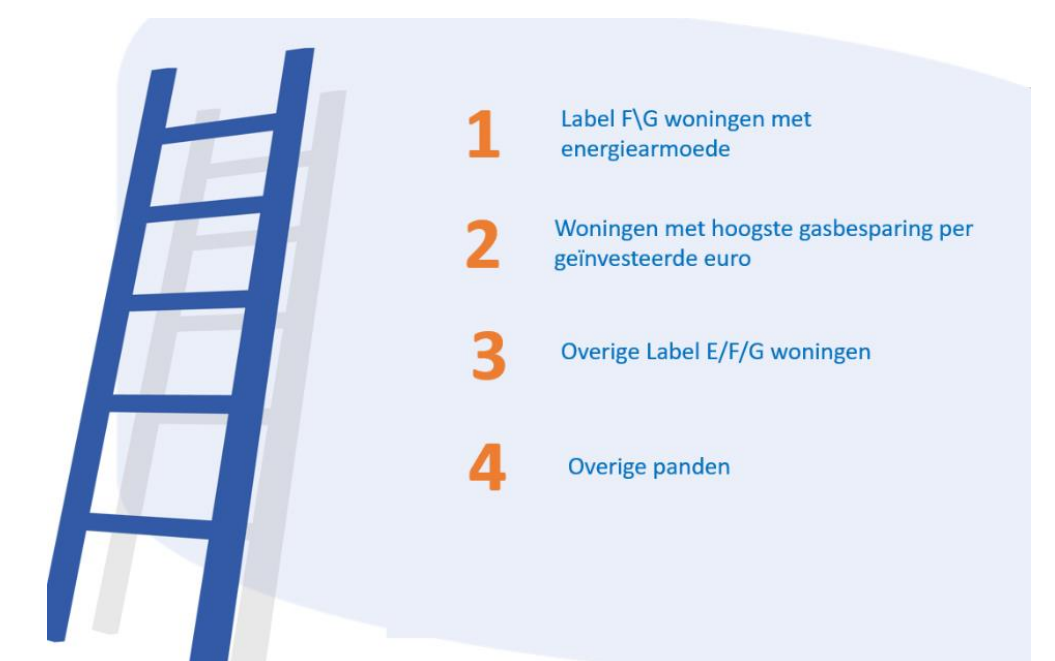 1
Label F\G woningen met
energiearmoede
2
Woningen met hoogste gasbesparing per
geïnvesteerde euro
3
Overige Label E/F/G woningen
4
Overige panden